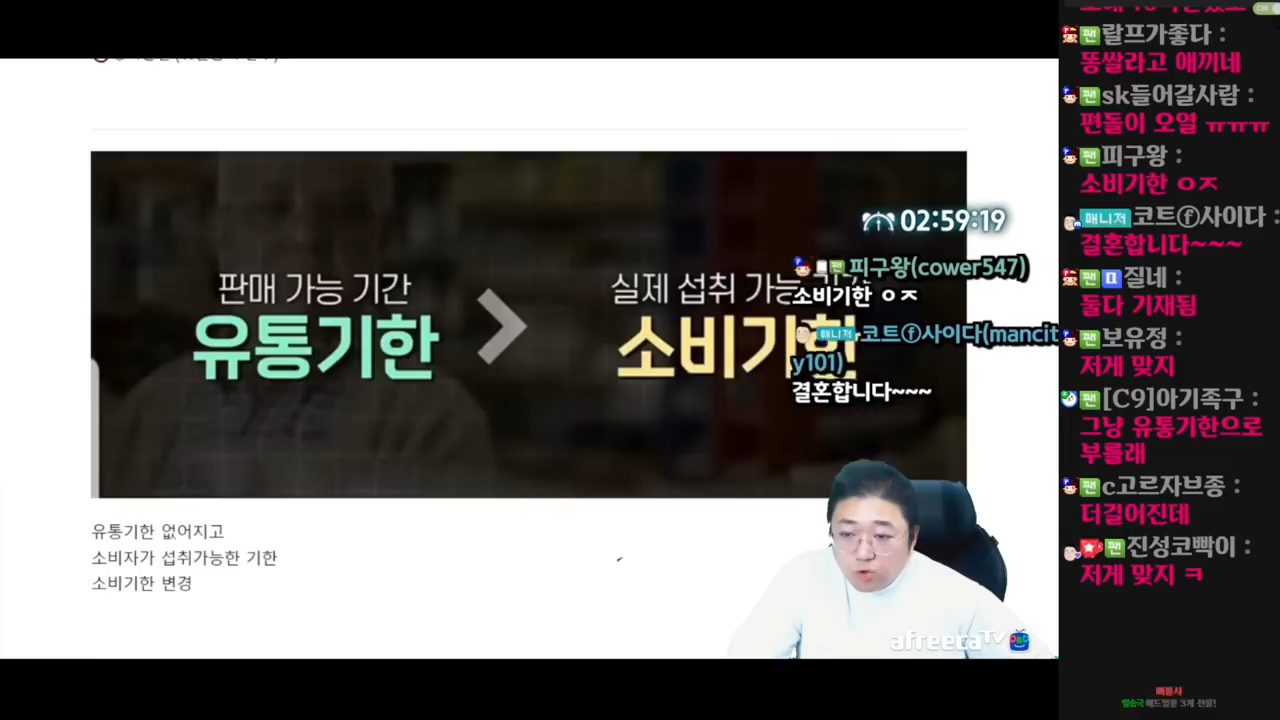 판매 가능 기간
유통기한
실제 섭취 가능
소비기한
02:59:19
팬 피구왕(cower547)
소비기한 ㅇㅈ
매니저 코트ⓕ사이다(mancit
y101)
결혼합니다~~~
유통기한 없어지고
소비자가 섭취가능한 기한
소비기한 변경
afreecaTV
팬 랄프가좋다 :
똥쌀라고 애끼네
팬 sk들어갈사람 :
편돌이 오열 ㅠㅠㅠ
팬 피구왕 :
소비기한 ㅇㅈ
매니저 코트ⓕ사이다 :
결혼합니다~~~
팬 질네 :
둘다 기재됨
팬 보유정 :
저게 맞지
팬 [C9]아기족구 :
그냥 유통기한으로
부를래
팬 c고르자브종 :
더길어진데
팬 진성코빡이 :
저게 맞지 ㅋ